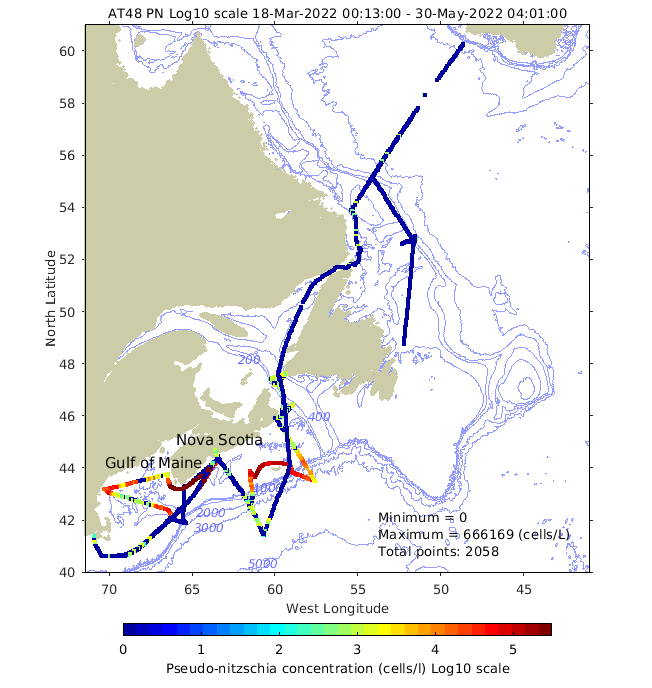 AT48 PN Log10 scale 18-Mar-2022 00:13:00 - 30-May-2022 04:01:00
60
58
56
54
52
50
48
46
44
42
40
North Latitude
200
400
Nova Scotia
Gulf of Maine
1000
2000
3000
5000
Minimum = 0
Maximum = 666169 (cells/L)
Total points: 2058
70 65 60 55 50 45
West Longitude
0 1 2 3 4 5
Pseudo-nitzschia concentration (cells/l) Log10 scale